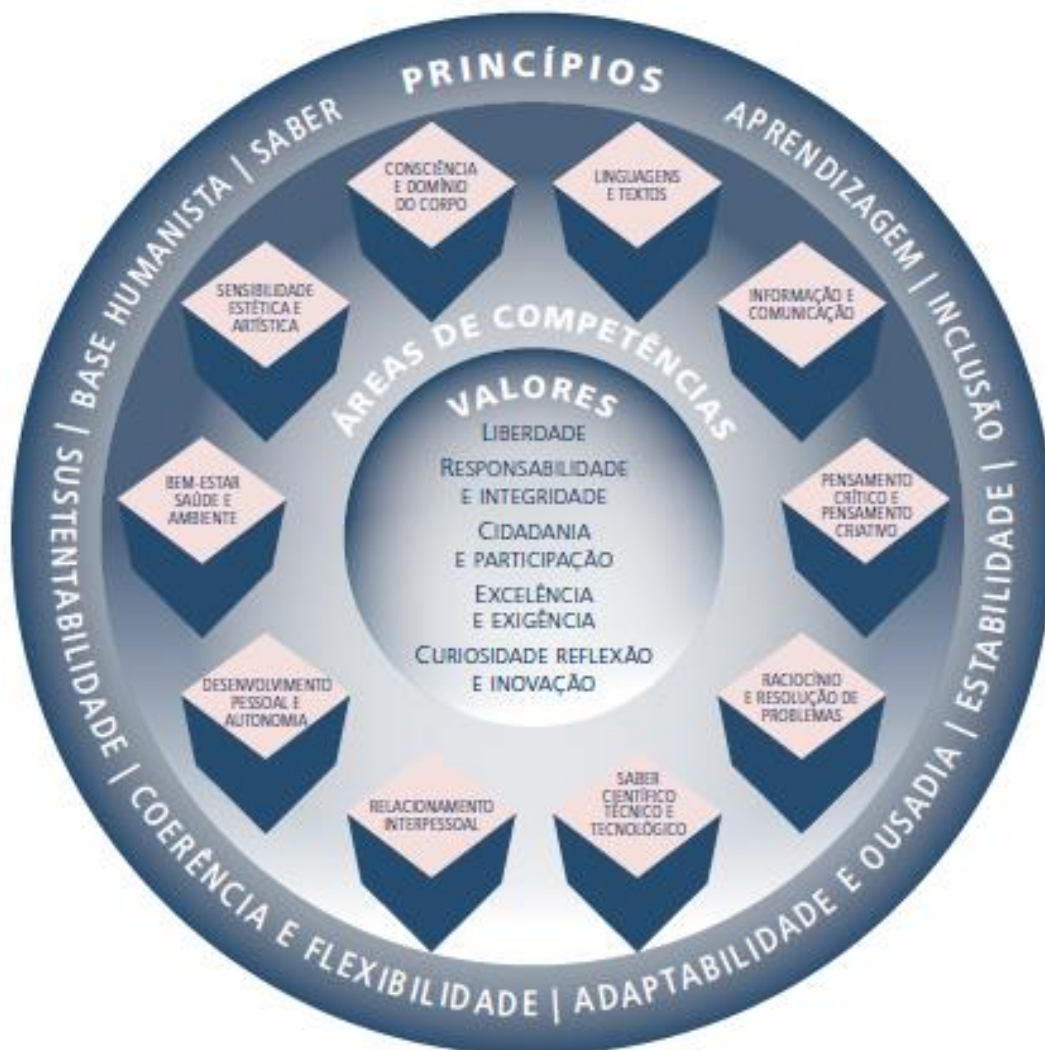 PRINCÍPIOS
APRENDIZAGEM | INCLUSÃO | ESTABILIDADE | ADAPTABILIDADE E OUSADIA | COERÊNCIA E FLEXIBILIDADE | SUSTENTABILIDADE | BASE HUMANISTA | SABER
ÁREAS DE COMPETÊNCIAS
LINGUAGENS
E TEXTOS
INFORMAÇÃO E
COMUNICAÇÃO
PENSAMENTO
CRÍTICO E
PENSAMENTO
CRIATIVO
RACIOCÍNIO
E RESOLUÇÃO DE
PROBLEMAS
SABER
CIENTÍFICO
TÉCNICO E
TECNOLÓGICO
RELACIONAMENTO
INTERPESSOAL
DESENVOLVIMENTO
PESSOAL E
AUTONOMIA
BEM-ESTAR
SAÚDE E
AMBIENTE
SENSIBILIDADE
ESTÉTICA E
ARTÍSTICA
CONSCIÊNCIA
E DOMÍNIO
DO CORPO
VALORES
LIBERDADE
RESPONSABILIDADE
E INTEGRIDADE
CIDADANIA
E PARTICIPAÇÃO
EXCELÊNCIA
E EXIGÊNCIA
CURIOSIDADE REFLEXÃO
E INOVAÇÃO